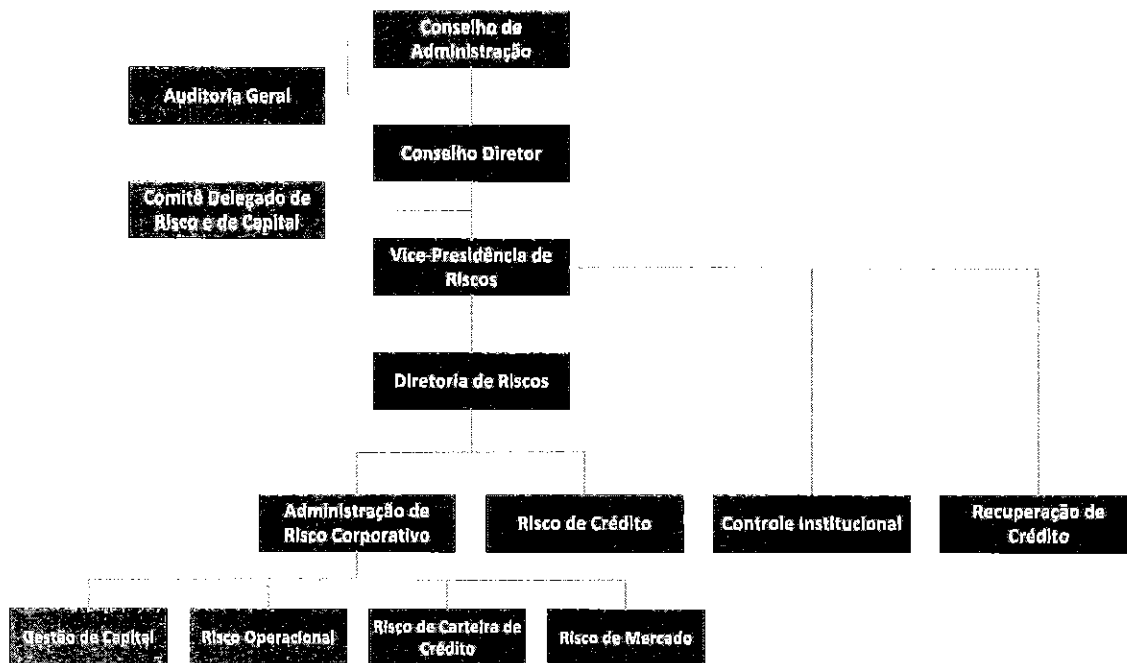 Conselho de
Administração
Auditoria Geral
Conselho Diretor
Comitê Delegado de
Risco e de Capital
Vice-Presidência de
Riscos
Diretoria de Riscos
Administração de
Risco Corporativo
Risco de Crédito
Controle Institucional
Recuperação de
Crédito
Gestão de Capital
Risco Operacional
Risco de Carteira de
Crédito
Risco de Mercado